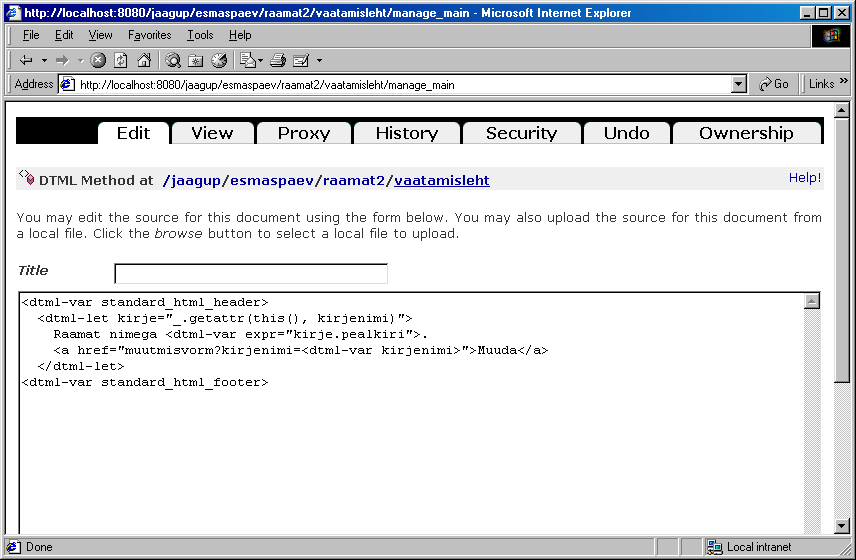 http://localhost:8080/jaagup/esmaspaev/raamat2/vaatamisleht/manage_main - Microsoft Internet Explorer
File Edit View Favorites Tools Help
Address http://localhost:8080/jaagup/esmaspaev/raamat2/vaatamisleht/manage_main Go Links »
Edit View Proxy History Security Undo Ownership
DTML Method at /jaagup/esmaspaev/raamat2/vaatamisleht Help!
You may edit the source for this document using the form below. You may also upload the source for this document from
a local file. Click the browse button to select a local file to upload.
Title
<dtml-var standard_html_header>
  <dtml-let kirje="_.getattr(this(), kirjenimi)">
    Raamat nimega <dtml-var expr="kirje.pealkiri">.
    <a href="muutmisvorm?kirjenimi=<dtml-var kirjenimi>">Muuda</a>
  </dtml-let>
<dtml-var standard_html_footer>
Done Local intranet